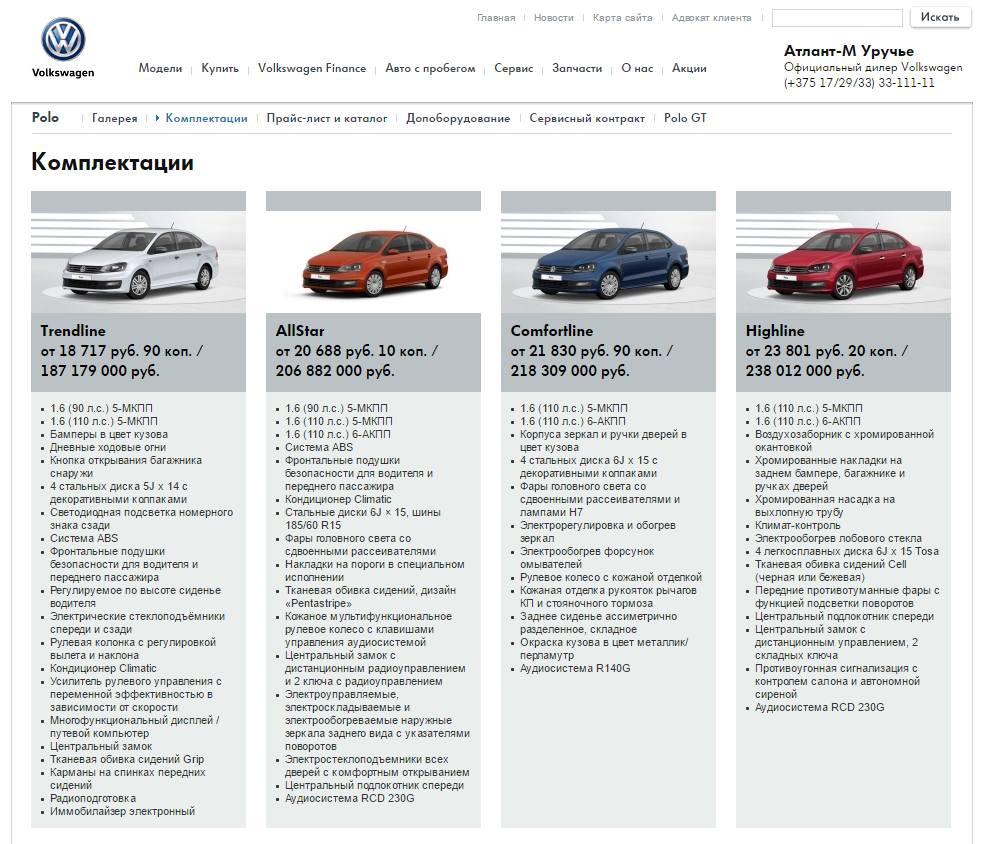 Главная
Новости
Карта сайта
Адвокат клиента
Искать
Volkswagen
Модели
Купить
Volkswagen Finance
Авто с пробегом
Сервис
Запчасти
О нас
Акции
Атлант-М Уручье
Официальный дилер Volkswagen
(+375 17/29/33) 33-111-11
Polo
Галерея
Комплектации
Прайс-лист и каталог
Допоборудование
Сервисный контракт
Polo GT
Комплектации
Trendline
от 18 717 руб. 90 коп. /
187 179 000 руб.
1.6 (90 л.с.) 5-МКПП
1.6 (110 л.с.) 5-МКПП
Бамперы в цвет кузова
Дневные ходовые огни
Кнопка открывания багажника
снаружи
4 стальных диска 5J x 14 с
декоративными колпаками
Светодиодная подсветка номерного
знака сзади
Система ABS
Фронтальные подушки
безопасности для водителя и
переднего пассажира
Регулируемое по высоте сиденье
водителя
Электрические стеклоподъёмники
спереди и сзади
Рулевая колонка с регулировкой
вылета и наклона
Кондиционер Climatic
Усилитель рулевого управления с
переменной эффективностью в
зависимости от скорости
Многофункциональный дисплей /
путевой компьютер
Центральный замок
Тканевая обивка сидений Grip
Карманы на спинках передних
сидений
Радиоподготовка
Иммобилайзер электронный
AllStar
от 20 688 руб. 10 коп. /
206 882 000 руб.
1.6 (90 л.с.) 5-МКПП
1.6 (110 л.с.) 5-МКПП
1.6 (110 л.с.) 6-АКПП
Система ABS
Фронтальные подушки
безопасности для водителя и
переднего пассажира
Кондиционер Climatic
Стальные диски 6J × 15, шины
185/60 R15
Фары головного света со
сдвоенными рассеивателями
Накладки на пороги в специальном
исполнении
Тканевая обивка сидений, дизайн
«Pentastripe»
Кожаное мультифункциональное
рулевое колесо с клавишами
управления аудиосистемой
Центральный замок с
дистанционным радиоуправлением
и 2 ключа с радиоуправлением
Электроуправляемые,
электроскладываемые и
электрообогреваемые наружные
зеркала заднего вида с указателями
поворотов
Электростеклоподъемники всех
дверей с комфортным открыванием
Центральный подлокотник спереди
Аудиосистема RCD 230G
Comfortline
от 21 830 руб. 90 коп. /
218 309 000 руб.
1.6 (110 л.с.) 5-МКПП
1.6 (110 л.с.) 6-АКПП
Корпуса зеркал и ручки дверей в
цвет кузова
4 стальных диска 6J x 15 с
декоративными колпаками
Фары головного света со
сдвоенными рассеивателями и
лампами H7
Электрорегулировка и обогрев
зеркал
Электрообогрев форсунок
омывателей
Рулевое колесо с кожаной отделкой
Кожаная отделка рукояток рычагов
КП и стояночного тормоза
Заднее сиденье ассиметрично
разделенное, складное
Окраска кузова в цвет металлик/
перламутр
Аудиосистема R140G
Highline
от 23 801 руб. 20 коп. /
238 012 000 руб.
1.6 (110 л.с.) 5-МКПП
1.6 (110 л.с.) 6-АКПП
Воздухозаборник с хромированной
окантовкой
Хромированные накладки на
заднем бампере, багажнике и
ручках дверей
Хромированная насадка на
выхлопную трубу
Климат-контроль
Электрообогрев лобового стекла
4 легкосплавных диска 6J x 15 Tosa
Тканевая обивка сидений Cell
(черная или бежевая)
Передние противотуманные фары с
функцией подсветки поворотов
Центральный подлокотник спереди
Центральный замок с
дистанционным управлением, 2
складных ключа
Противоугонная сигнализация с
контролем салона и автономной
сиреной
Аудиосистема RCD 230G